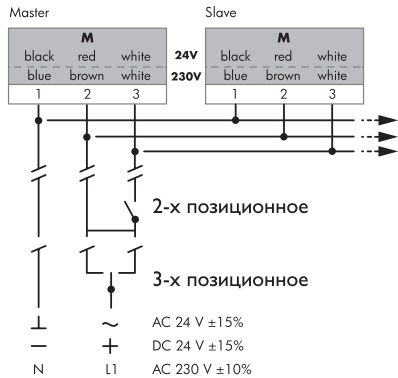 Master Slave
M M
black red white 24V black red white
blue brown white 230V blue brown white
1 2 3 1 2 3
2-х позиционное
3-х позиционное
⊥ ~ AC 24 V ±15%
− + DC 24 V ±15%
N L1 AC 230 V ±10%